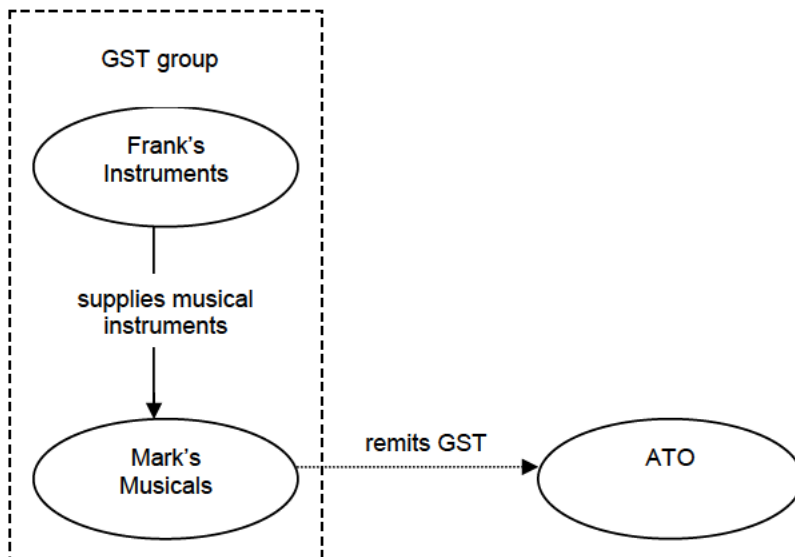 GST group
Frank’s
Instruments
supplies musical
instruments
Mark’s
Musicals
remits GST
ATO